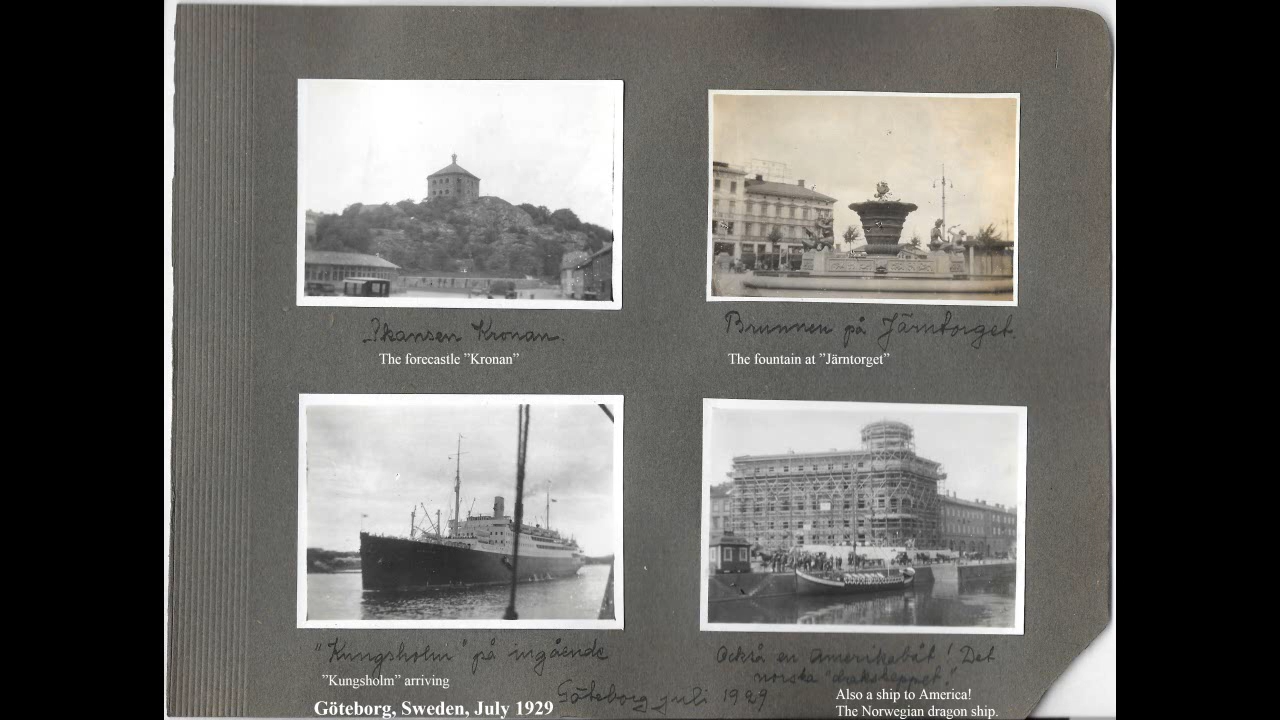 Skansen Kronan.
The forecastle ”Kronan”
Brunnen på Järntorget.
The fountain at ”Järntorget”
"Kungsholm" på ingående
”Kungsholm” arriving
Också en Amerikabåt! Det
norska "drakskeppet".
Göteborg juli 1929
Also a ship to America!
The Norwegian dragon ship.
Göteborg, Sweden, July 1929